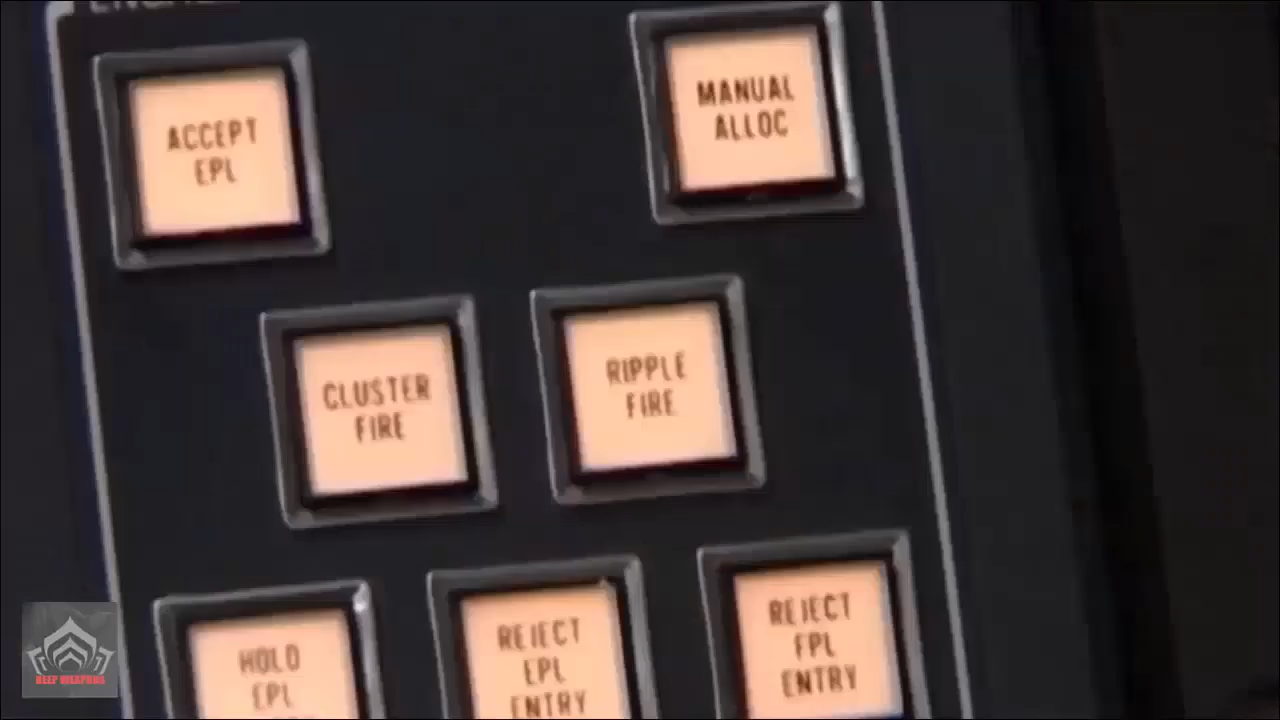 ACCEPT
EPL
MANUAL
ALLOC
CLUSTER
FIRE
RIPPLE
FIRE
HOLD
EPL
REJECT
EPL
ENTRY
REJECT
FPL
ENTRY